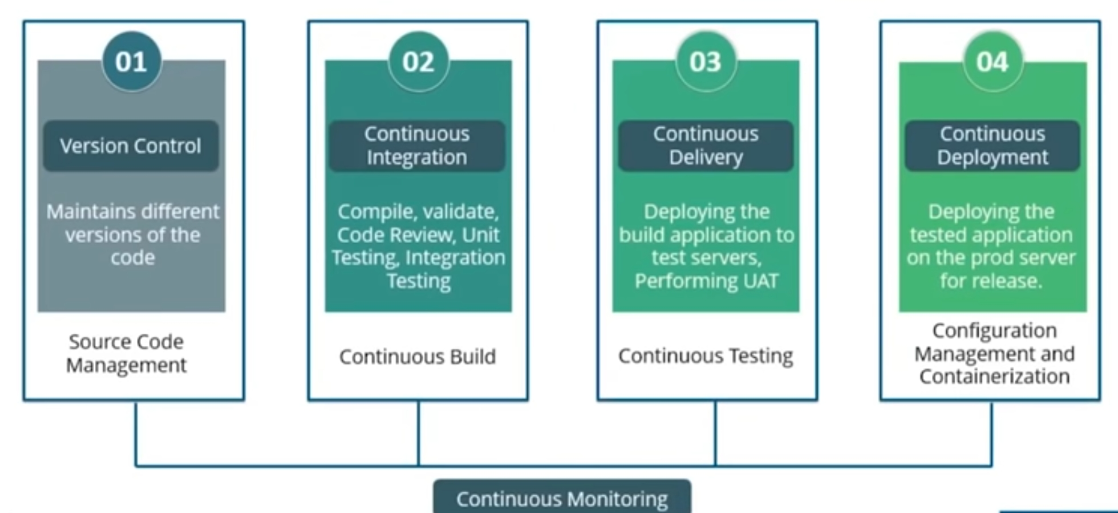 01
Version Control
Maintains different
versions of the
code
Source Code
Management
02
Continuous
Integration
Compile, validate,
Code Review, Unit
Testing, Integration
Testing
Continuous Build
03
Continuous
Delivery
Deploying the
build application to
test servers,
Performing UAT
Continuous Testing
04
Continuous
Deployment
Deploying the
tested application
on the prod server
for release.
Configuration
Management and
Containerization
Continuous Monitoring